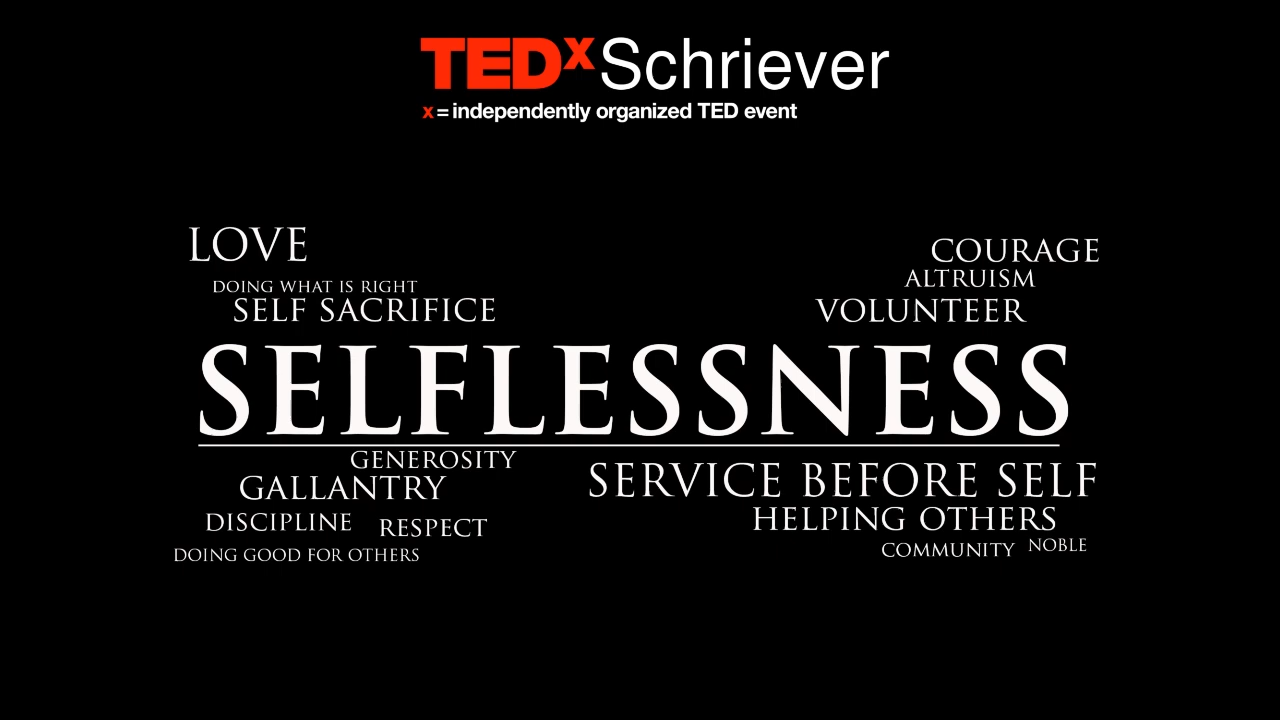 TEDxSchriever
x = independently organized TED event
LOVE
COURAGE
ALTRUISM
DOING WHAT IS RIGHT
SELF SACRIFICE
VOLUNTEER
SELFLESSNESS
GENEROSITY
GALLANTRY
SERVICE BEFORE SELF
DISCIPLINE
RESPECT
HELPING OTHERS
DOING GOOD FOR OTHERS
COMMUNITY
NOBLE